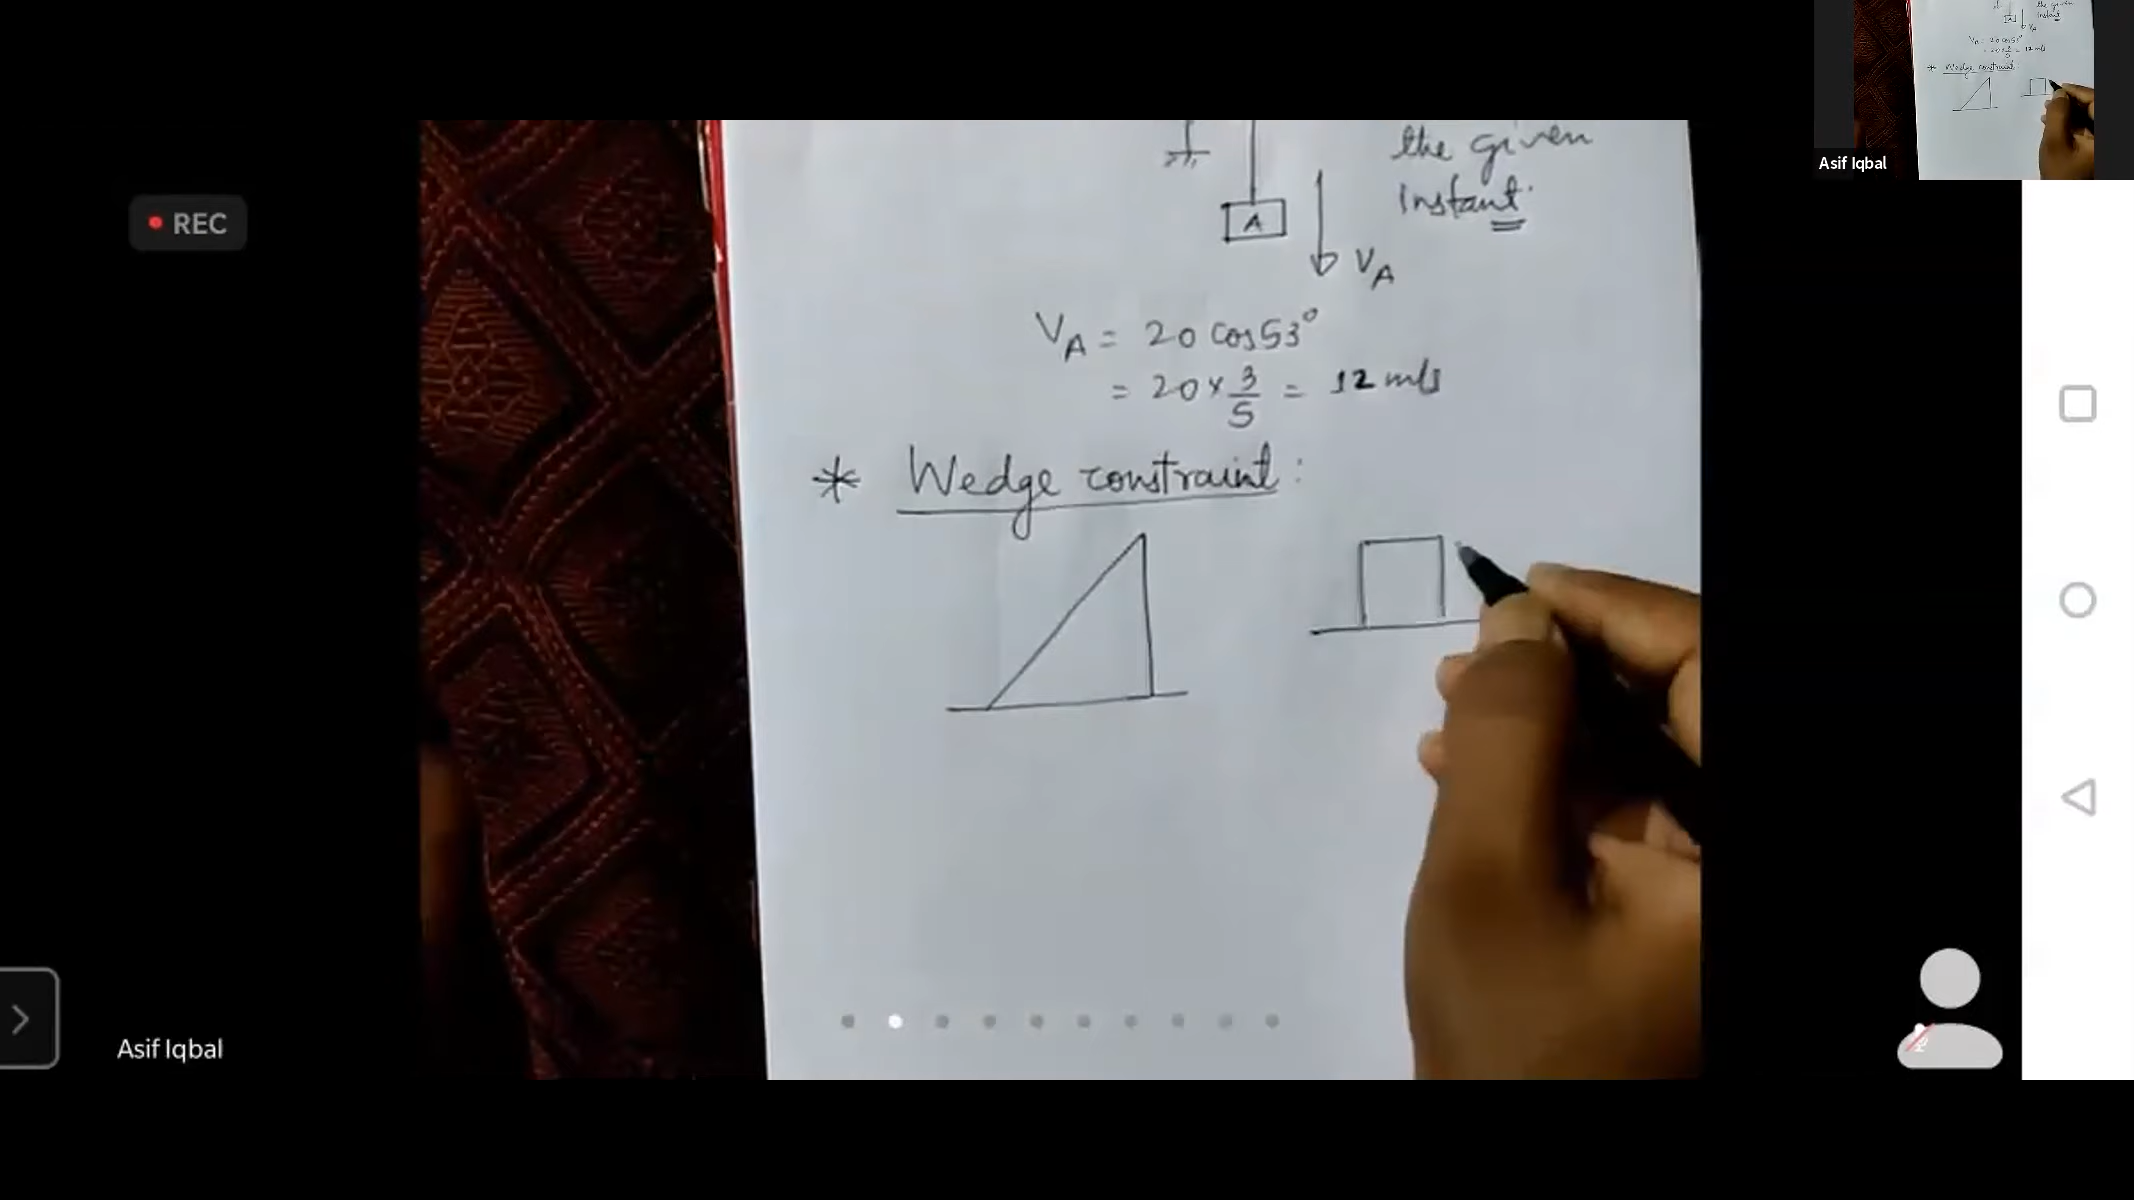 the given
instant.
A
VA
VA = 20 cos53°
= 20 × 3/5 = 12 m/s
* Wedge constraint :
REC
Asif Iqbal
Asif Iqbal